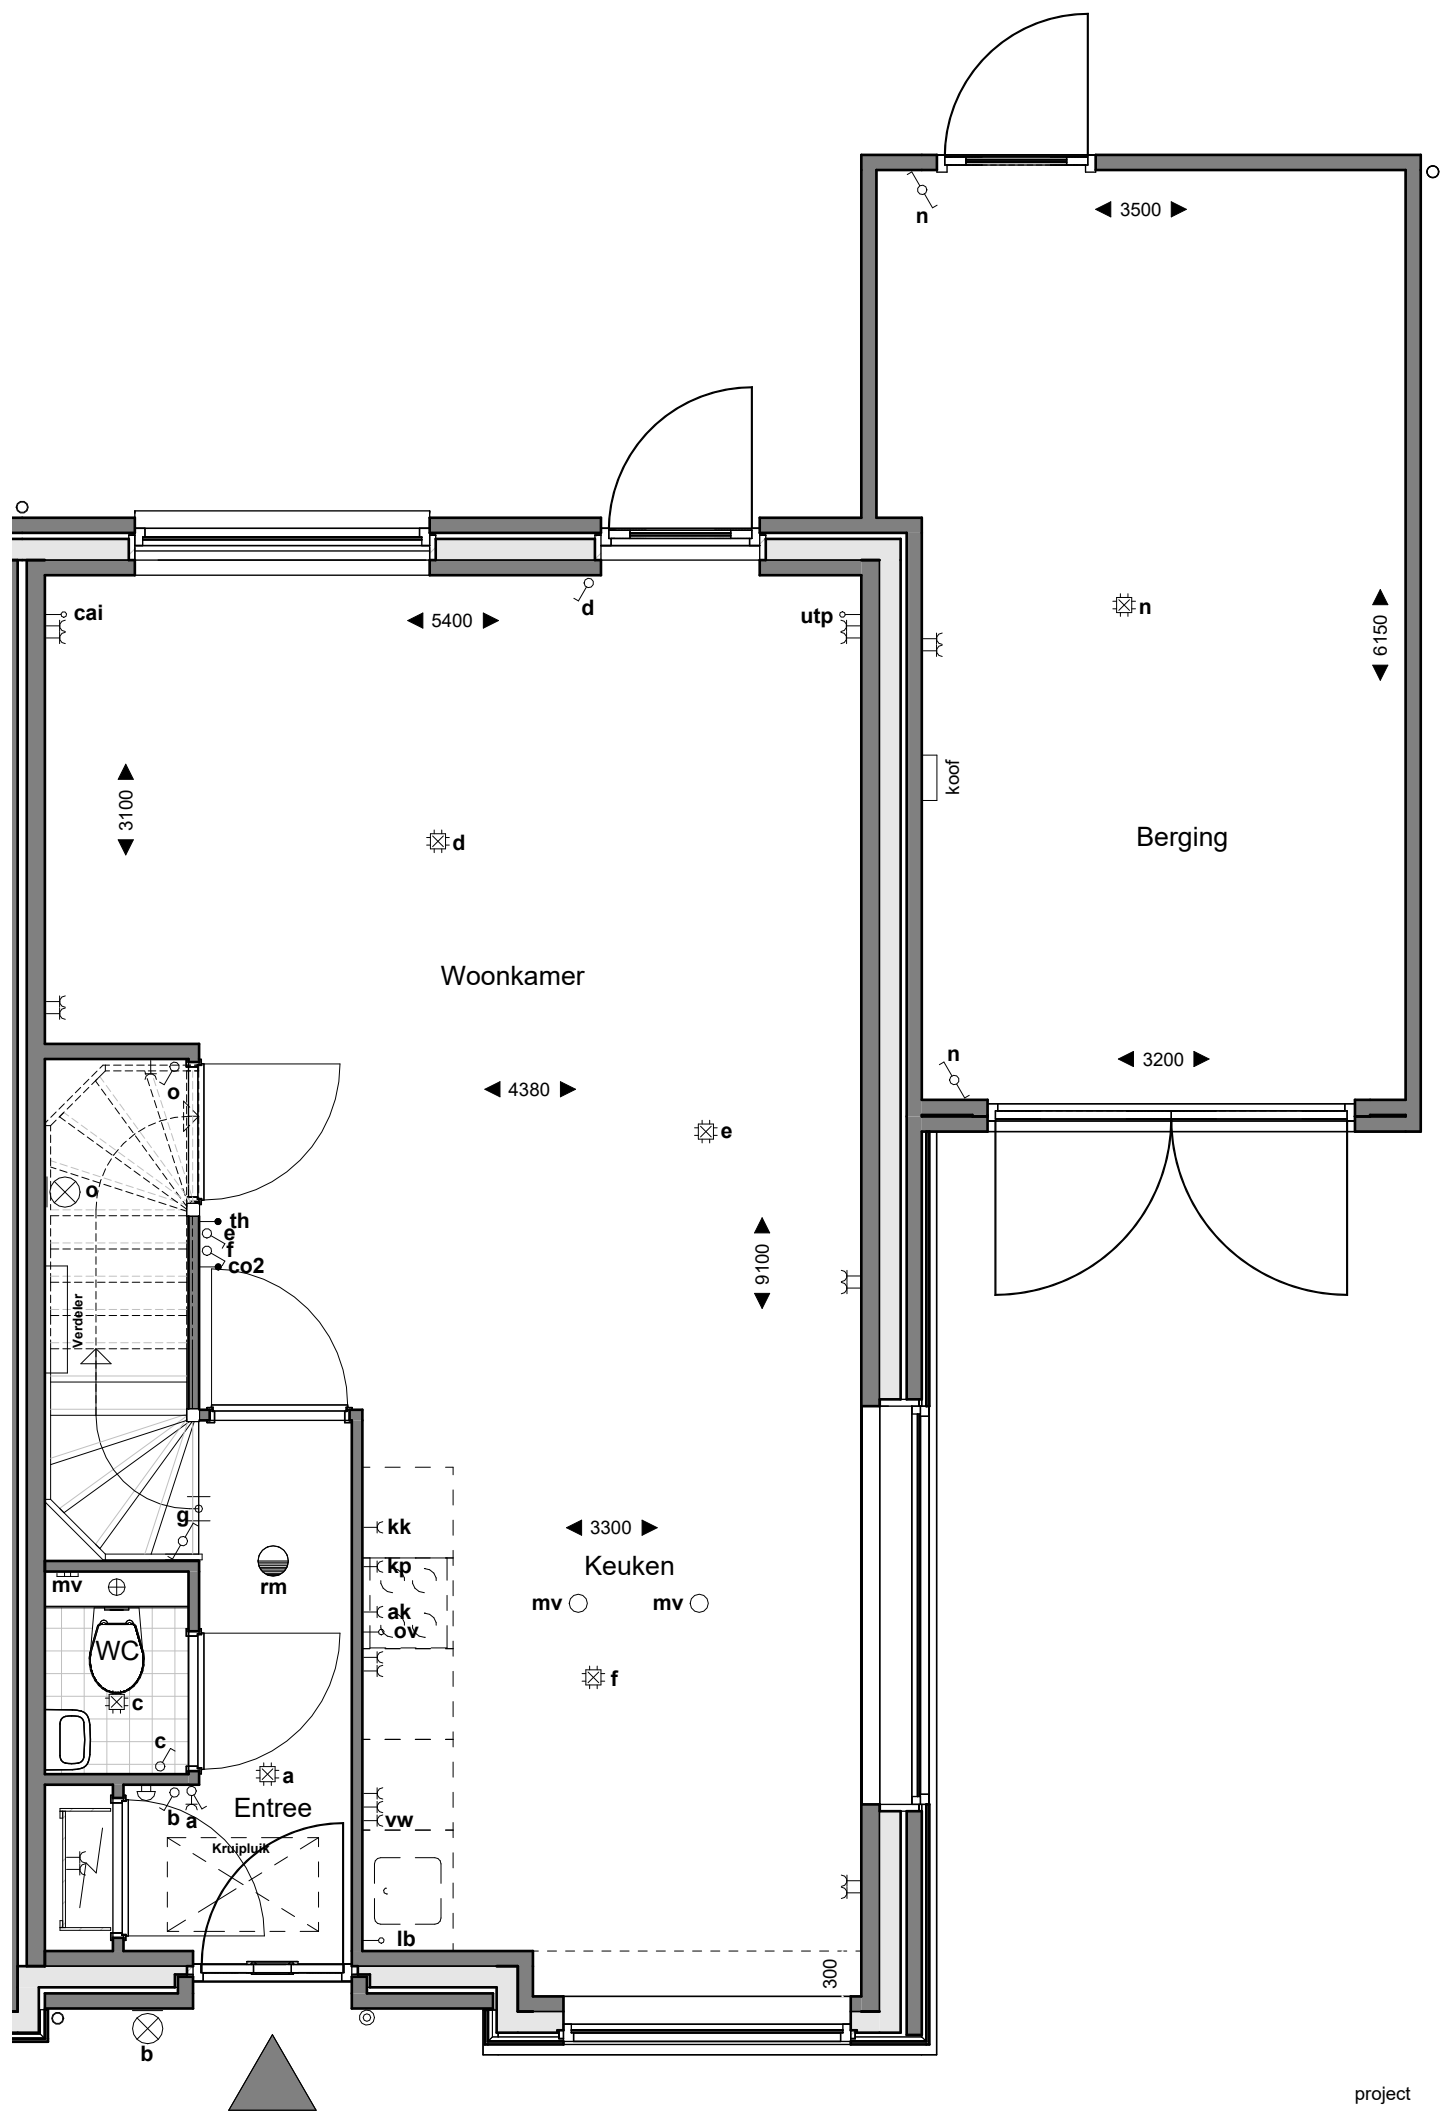 n
3500
cai
5400
d
utp
n
6150
3100
koof
d
Berging
Woonkamer
n
3200
o
4380
e
o
th
e
f
co2
9100
Verdeler
g
kk
3300
kp
Keuken
mv
rm
mv
mv
ak
ov
WC
f
c
c
a
b
a
Entree
vw
Kruipluik
lb
300
b
project